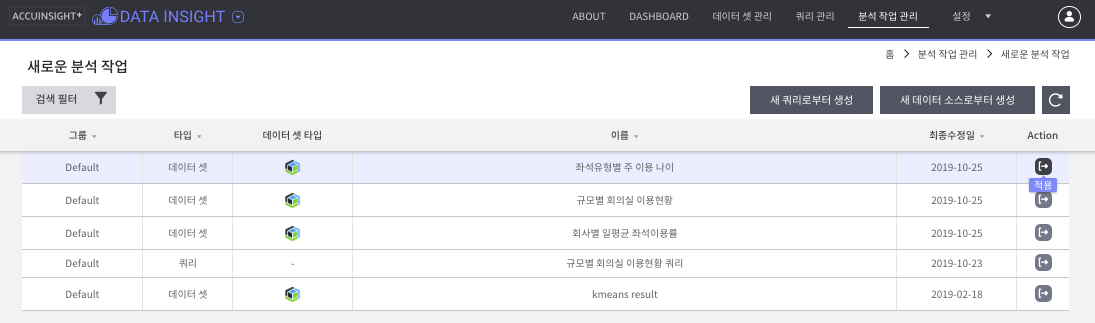 ACCUINSIGHT+ DATA INSIGHT ABOUT DASHBOARD 데이터 셋 관리 쿼리 관리 분석 작업 관리 설정
홈 > 분석 작업 관리 > 새로운 분석 작업
새로운 분석 작업
검색 필터 새 쿼리로부터 생성 새 데이터 소스로부터 생성
그룹 타입 데이터 셋 타입 이름 최종수정일 Action
Default 데이터 셋 좌석유형별 주 이용 나이 2019-10-25
적용
Default 데이터 셋 규모별 회의실 이용현황 2019-10-25
Default 데이터 셋 회사별 일평균 좌석이용률 2019-10-25
Default 쿼리 - 규모별 회의실 이용현황 쿼리 2019-10-23
Default 데이터 셋 kmeans result 2019-02-18